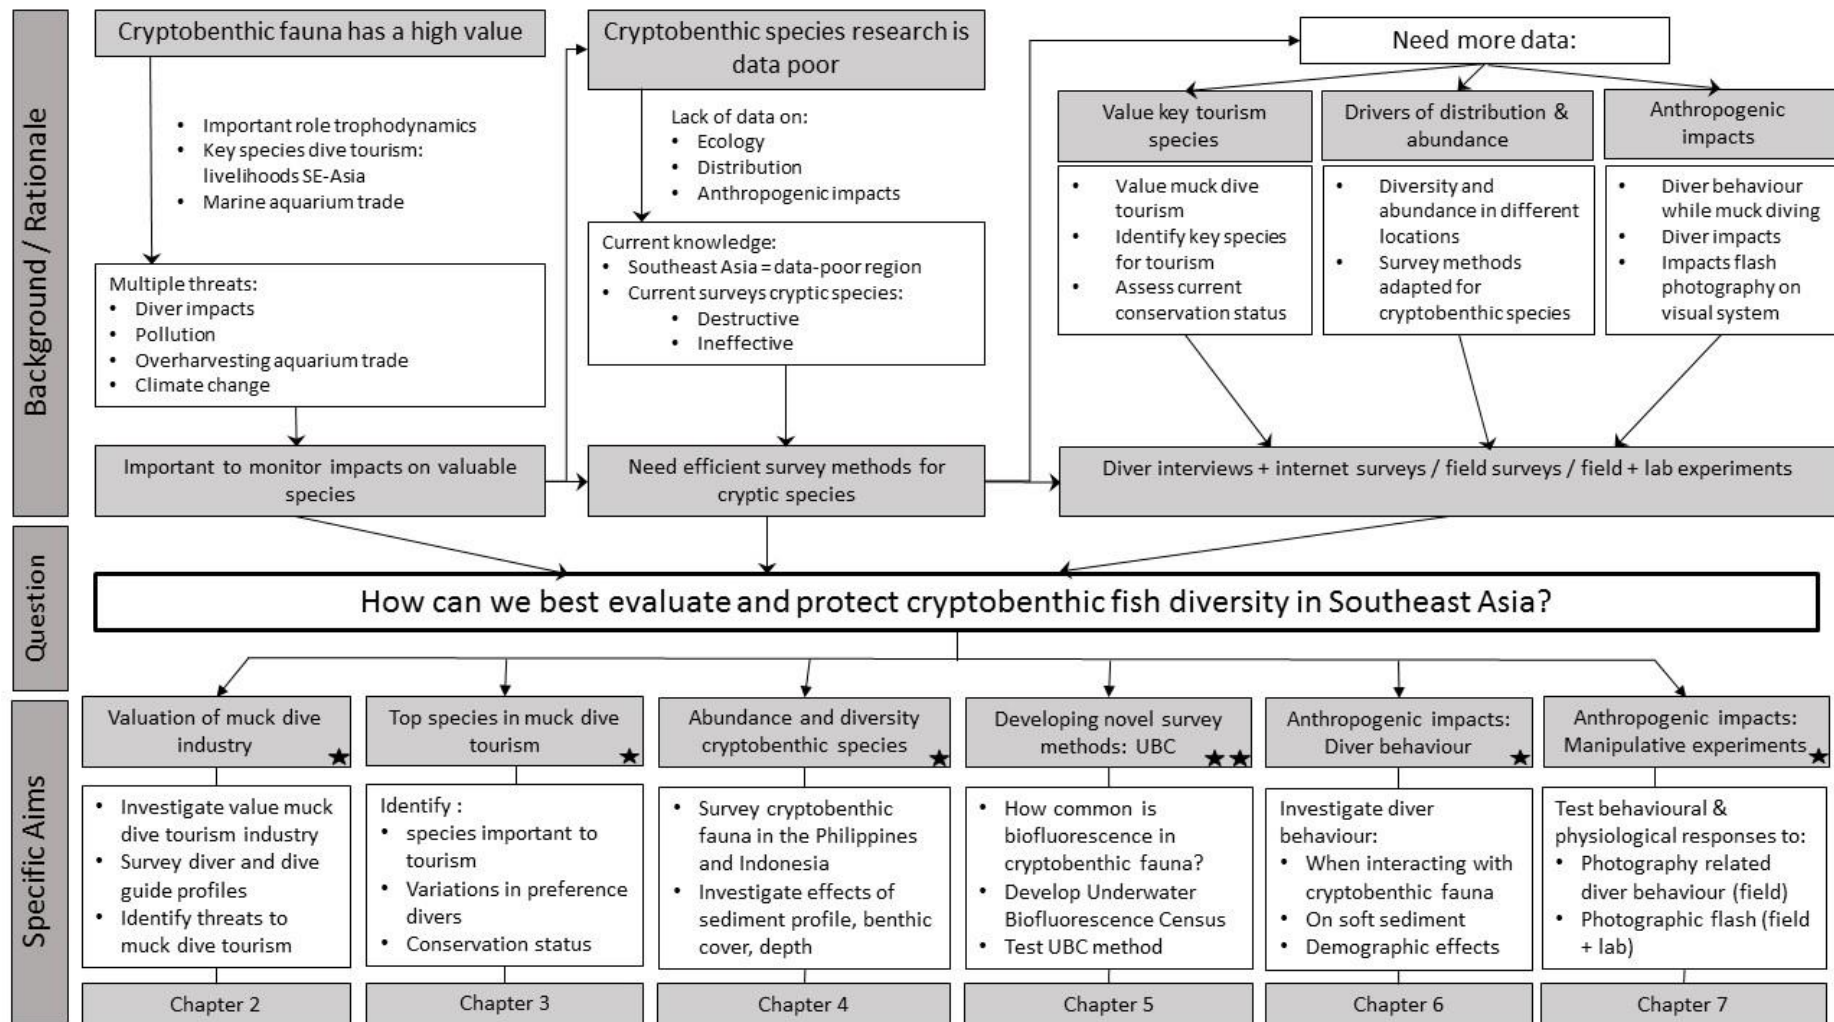 Background / Rationale
Cryptobenthic fauna has a high value
• Important role trophodynamics
• Key species dive tourism:
livelihoods SE-Asia
• Marine aquarium trade
Multiple threats:
• Diver impacts
• Pollution
• Overharvesting aquarium trade
• Climate change
Important to monitor impacts on valuable
species
Cryptobenthic species research is
data poor
Lack of data on:
• Ecology
• Distribution
• Anthropogenic impacts
Current knowledge:
• Southeast Asia = data-poor region
• Current surveys cryptic species:
• Destructive
• Ineffective
Need efficient survey methods for
cryptic species
Need more data:
Value key tourism
species
• Value muck dive
tourism
• Identify key species
for tourism
• Assess current
conservation status
Drivers of distribution &
abundance
• Diversity and
abundance in different
locations
• Survey methods
adapted for
cryptobenthic species
Anthropogenic
impacts
• Diver behaviour
while muck diving
• Diver impacts
• Impacts flash
photography on
visual system
Diver interviews + internet surveys / field surveys / field + lab experiments
Question
How can we best evaluate and protect cryptobenthic fish diversity in Southeast Asia?
Specific Aims
Valuation of muck dive
industry ★
• Investigate value muck
dive tourism industry
• Survey diver and dive
guide profiles
• Identify threats to
muck dive tourism
Chapter 2
Top species in muck dive
tourism ★
Identify :
• species important to
tourism
• Variations in preference
divers
• Conservation status
Chapter 3
Abundance and diversity
cryptobenthic species ★
• Survey cryptobenthic
fauna in the Philippines
and Indonesia
• Investigate effects of
sediment profile, benthic
cover, depth
Chapter 4
Developing novel survey
methods: UBC ★★
• How common is
biofluorescence in
cryptobenthic fauna?
• Develop Underwater
Biofluorescence Census
• Test UBC method
Chapter 5
Anthropogenic impacts:
Diver behaviour ★
Investigate diver
behaviour:
• When interacting with
cryptobenthic fauna
• On soft sediment
• Demographic effects
Chapter 6
Anthropogenic impacts:
Manipulative experiments ★
Test behavioural &
physiological responses to:
• Photography related
diver behaviour (field)
• Photographic flash (field
+ lab)
Chapter 7